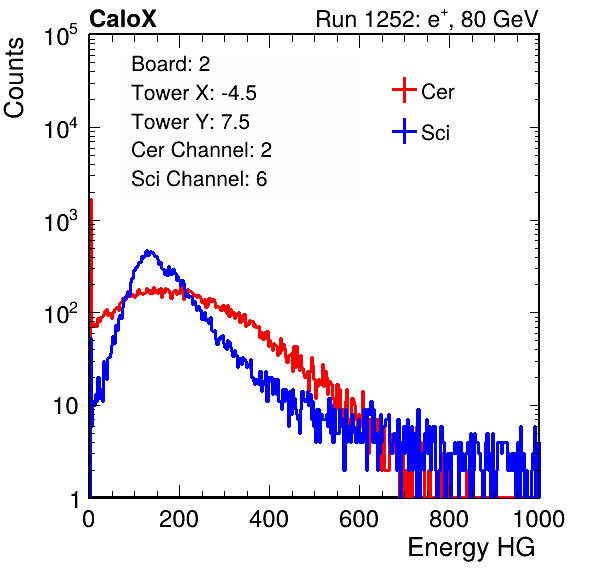 CaloX Run 1252: e⁺, 80 GeV
Counts
Board: 2
Tower X: -4.5
Tower Y: 7.5
Cer Channel: 2
Sci Channel: 6
Cer
Sci
10⁵
10⁴
10³
10²
10
1
0 200 400 600 800 1000
Energy HG